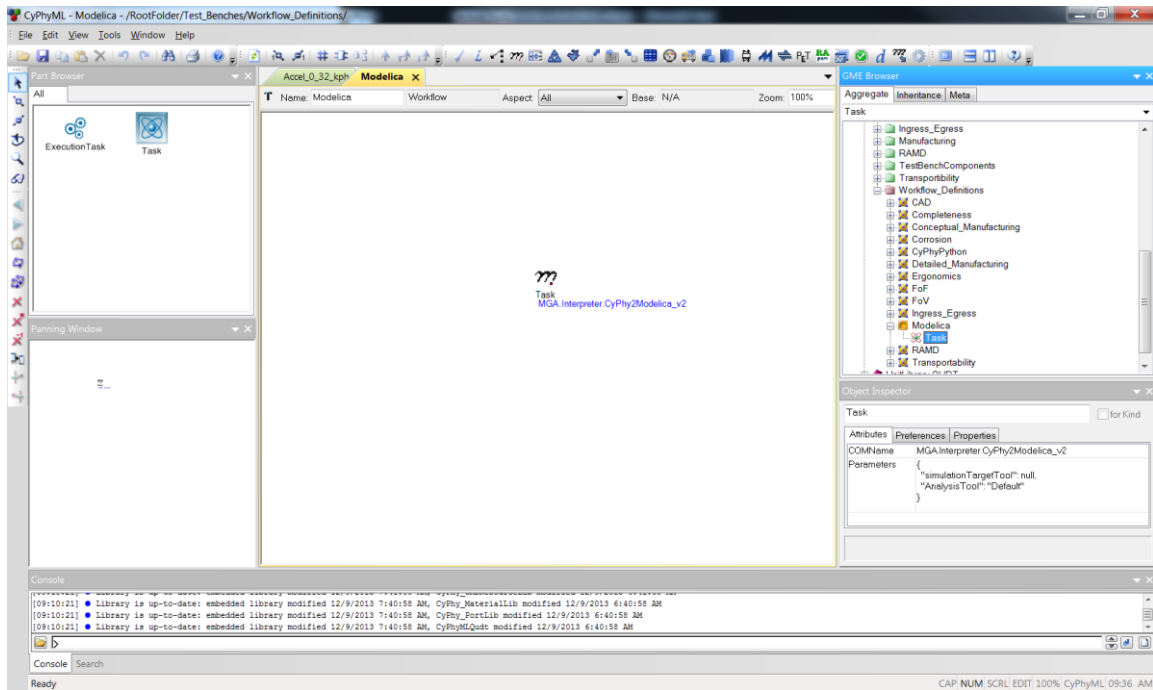 CyPhyML - Modelica - /RootFolder/Test_Benches/Workflow_Definitions/
File Edit View Tools Window Help
Part Browser
All
ExecutionTask
Task
Panning Window
Accel_0_32_kph Modelica
Name: Modelica Workflow Aspect: All Base: N/A Zoom: 100%
Task
MGA.Interpreter.CyPhy2Modelica_v2
GME Browser
Aggregate Inheritance Meta
Task
Ingress_Egress
Manufacturing
RAMD
TestBenchComponents
Transportibility
Workflow_Definitions
CAD
Completeness
Conceptual_Manufacturing
Corrosion
CyPhyPython
Detailed_Manufacturing
Ergonomics
FoF
FoV
Ingress_Egress
Modelica
Task
RAMD
Transportability
Object Inspector
Task for Kind
Attributes Preferences Properties
COMName MGA.Interpreter.CyPhy2Modelica_v2
Parameters {
"simulationTargetTool": null,
"AnalysisTool": "Default"
}
Console
[09:10:21] Library is up-to-date: embedded library modified 12/9/2013 7:40:58 AM, CyPhy_MaterialLib modified 12/9/2013 6:40:58 AM
[09:10:21] Library is up-to-date: embedded library modified 12/9/2013 7:40:58 AM, CyPhy_PortLib modified 12/9/2013 6:40:58 AM
[09:10:21] Library is up-to-date: embedded library modified 12/9/2013 7:40:58 AM, CyPhyMLQudt modified 12/9/2013 6:40:58 AM
Console Search
Ready CAP NUM SCRL EDIT 100% CyPhyML 09:36 AM